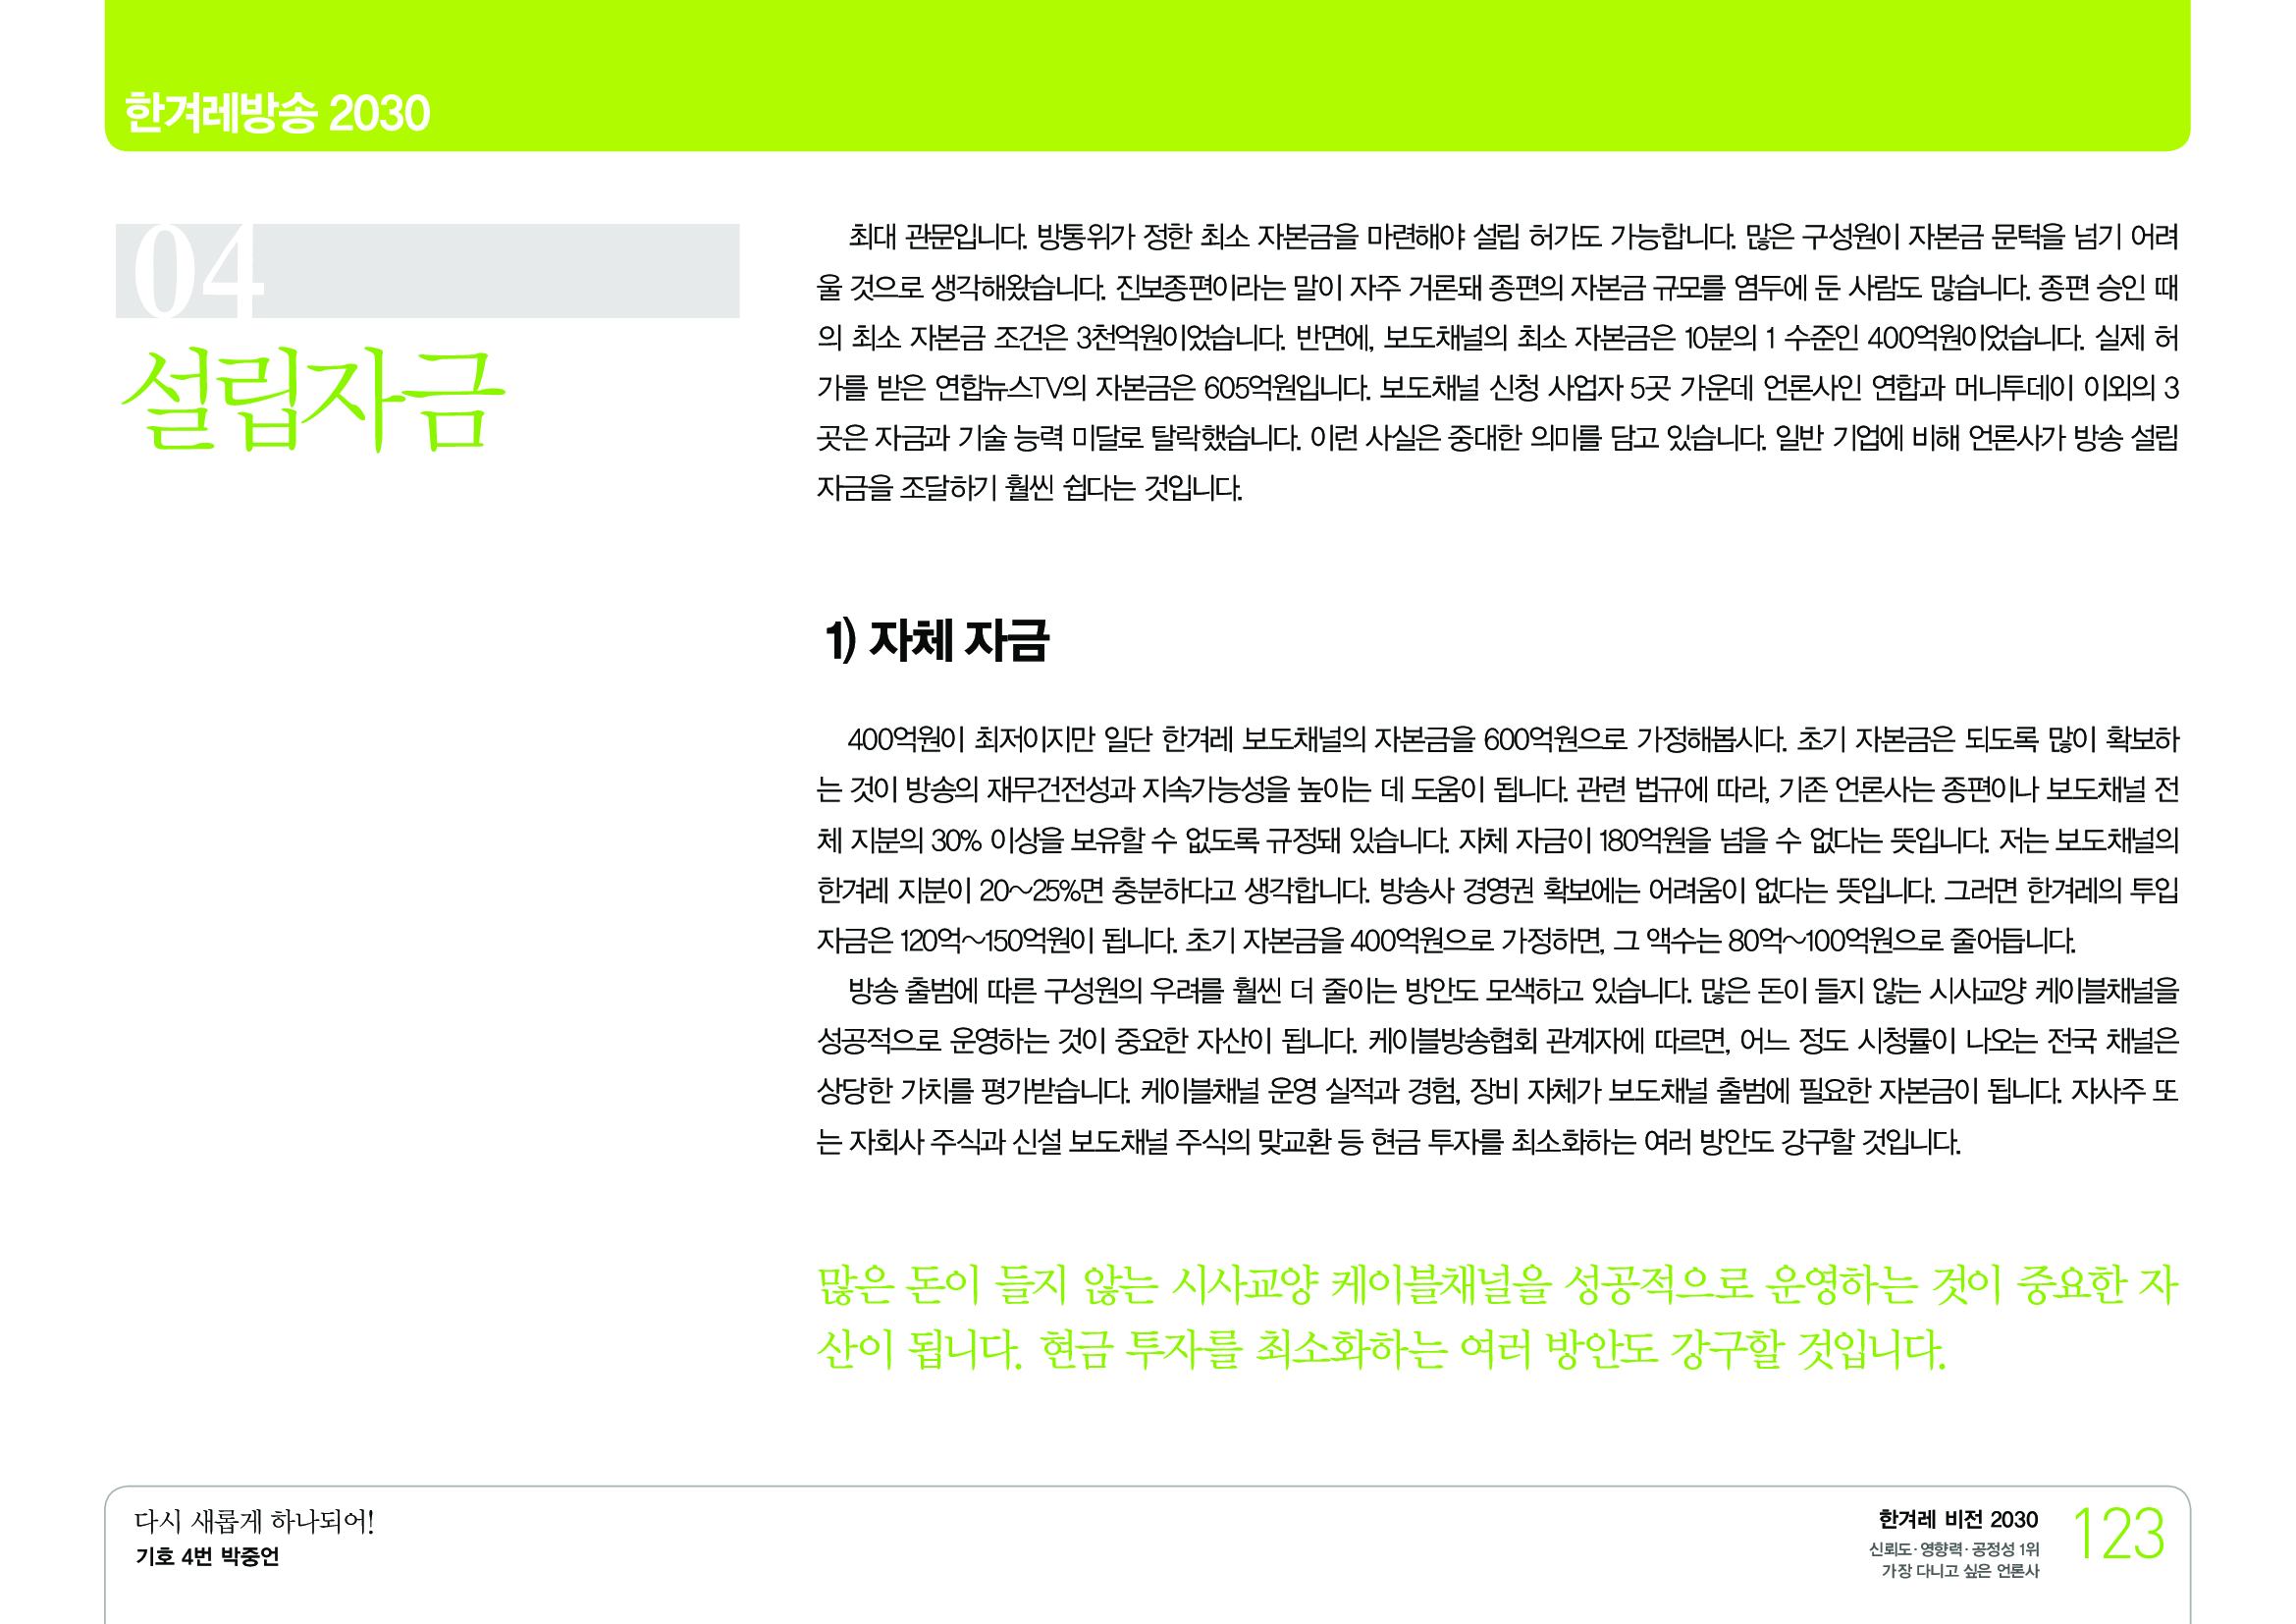 한겨레방송 2030
04
설립자금
최대 관문입니다. 방통위가 정한 최소 자본금을 마련해야 설립 허가도 가능합니다. 많은 구성원이 자본금 문턱을 넘기 어려
울 것으로 생각해왔습니다. 진보종편이라는 말이 자주 거론돼 종편의 자본금 규모를 염두에 둔 사람도 많습니다. 종편 승인 때
의 최소 자본금 조건은 3천억원이었습니다. 반면에, 보도채널의 최소 자본금은 10분의 1 수준인 400억원이었습니다. 실제 허
가를 받은 연합뉴스TV의 자본금은 605억원입니다. 보도채널 신청 사업자 5곳 가운데 언론사인 연합과 머니투데이 이외의 3
곳은 자금과 기술 능력 미달로 탈락했습니다. 이런 사실은 중대한 의미를 담고 있습니다. 일반 기업에 비해 언론사가 방송 설립
자금을 조달하기 훨씬 쉽다는 것입니다.
1) 자체 자금
400억원이 최저이지만 일단 한겨레 보도채널의 자본금을 600억원으로 가정해봅시다. 초기 자본금은 되도록 많이 확보하
는 것이 방송의 재무건전성과 지속가능성을 높이는 데 도움이 됩니다. 관련 법규에 따라, 기존 언론사는 종편이나 보도채널 전
체 지분의 30% 이상을 보유할 수 없도록 규정돼 있습니다. 자체 자금이 180억원을 넘을 수 없다는 뜻입니다. 저는 보도채널의
한겨레 지분이 20~25%면 충분하다고 생각합니다. 방송사 경영권 확보에는 어려움이 없다는 뜻입니다. 그러면 한겨레의 투입
자금은 120억~150억원이 됩니다. 초기 자본금을 400억원으로 가정하면, 그 액수는 80억~100억원으로 줄어듭니다.
방송 출범에 따른 구성원의 우려를 훨씬 더 줄이는 방안도 모색하고 있습니다. 많은 돈이 들지 않는 시사교양 케이블채널을
성공적으로 운영하는 것이 중요한 자산이 됩니다. 케이블방송협회 관계자에 따르면, 어느 정도 시청률이 나오는 전국 채널은
상당한 가치를 평가받습니다. 케이블채널 운영 실적과 경험, 장비 자체가 보도채널 출범에 필요한 자본금이 됩니다. 자사주 또
는 자회사 주식과 신설 보도채널 주식의 맞교환 등 현금 투자를 최소화하는 여러 방안도 강구할 것입니다.
많은 돈이 들지 않는 시사교양 케이블채널을 성공적으로 운영하는 것이 중요한 자
산이 됩니다. 현금 투자를 최소화하는 여러 방안도 강구할 것입니다.
다시 새롭게 하나되어!
기호 4번 박중언
한겨레 비전 2030
신뢰도·영향력·공정성 1위
가장 다니고 싶은 언론사
123